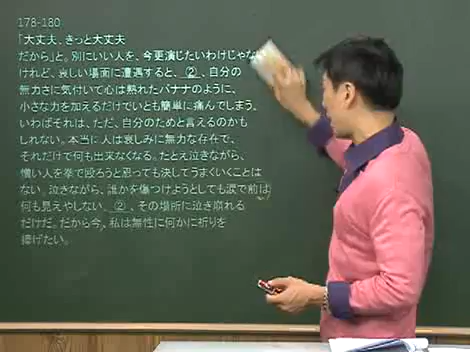 178-180
「大丈夫、きっと大丈夫
だから」と。別にいい人を、今更演じたいわけじゃな
けれど、哀しい場面に遭遇すると、 ② 、自分の
無力さに気付いて心は熟れたバナナのように、
小さな力を加えるだけでいとも簡単に痛んでしまう。
いわばそれは、ただ、自分のためと言えるのかも
しれない。本当に人は哀しみに無力な存在で、
それだけで何も出来なくなる。たとえ泣きながら、
憎い人を拳で殴ろうと思っても決してうまくいくことは
ない。泣きながら、誰かを傷つけようとしても涙で前は
何も見えやしない。 ② 、その場所に泣き崩れる
だけだ。だから今、私は無性に何かに祈りを
捧げたい。